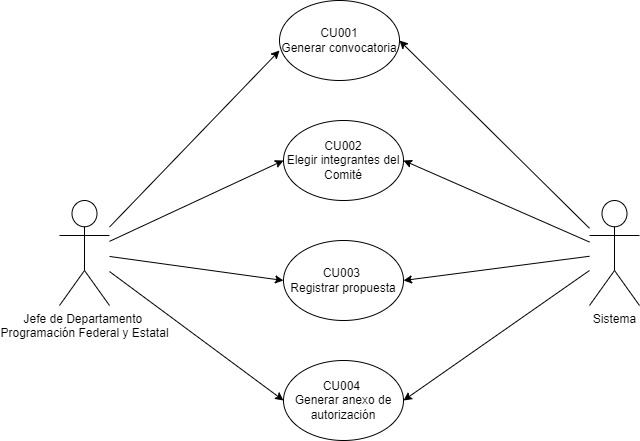 CU001
Generar convocatoria
CU002
Elegir integrantes del
Comité
CU003
Registrar propuesta
Jefe de Departamento
Programación Federal y Estatal
Sistema
CU004
Generar anexo de
autorización